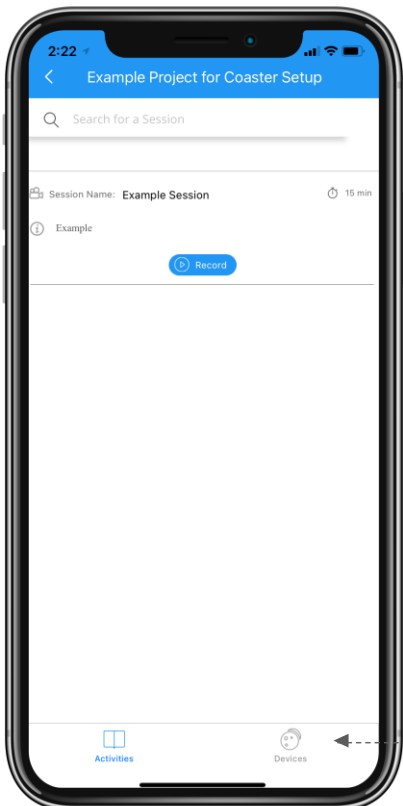 2:22
Example Project for Coaster Setup
Search for a Session
Session Name: Example Session 15 min
Example
Record
Activities Devices